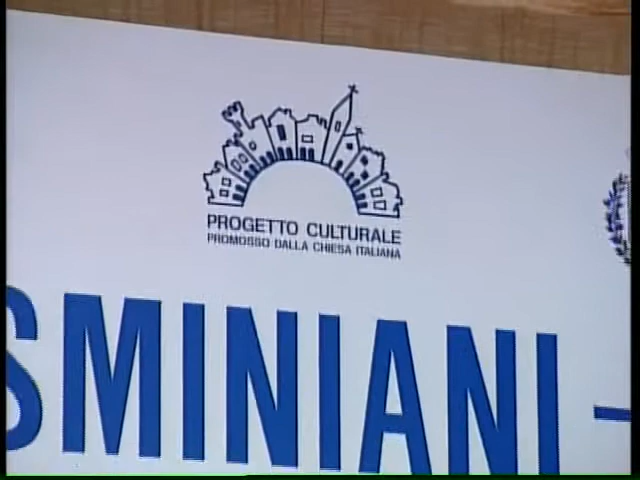 PROGETTO CULTURALE
PROMOSSO DALLA CHIESA ITALIANA
SMINIANI –